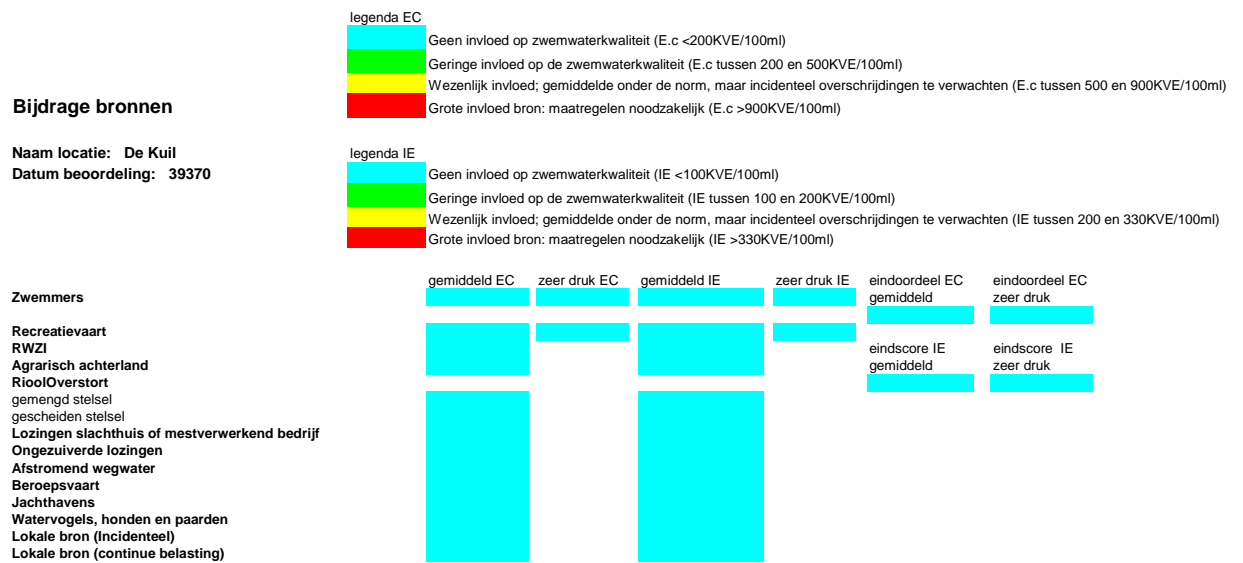 legenda EC
Geen invloed op zwemwaterkwaliteit (E.c <200KVE/100ml)
Geringe invloed op de zwemwaterkwaliteit (E.c tussen 200 en 500KVE/100ml)
Wezenlijk invloed; gemiddelde onder de norm, maar incidenteel overschrijdingen te verwachten (E.c tussen 500 en 900KVE/100ml)
Bijdrage bronnen
Grote invloed bron: maatregelen noodzakelijk (E.c >900KVE/100ml)
Naam locatie: De Kuil
legenda IE
Datum beoordeling: 39370
Geen invloed op zwemwaterkwaliteit (IE <100KVE/100ml)
Geringe invloed op de zwemwaterkwaliteit (IE tussen 100 en 200KVE/100ml)
Wezenlijk invloed; gemiddelde onder de norm, maar incidenteel overschrijdingen te verwachten (IE tussen 200 en 330KVE/100ml)
Grote invloed bron: maatregelen noodzakelijk (IE >330KVE/100ml)
gemiddeld EC zeer druk EC gemiddeld IE zeer druk IE eindoordeel EC eindoordeel EC
Zwemmers gemiddeld zeer druk
Recreatievaart
RWZI eindscore IE eindscore IE
Agrarisch achterland gemiddeld zeer druk
RioolOverstort
gemengd stelsel
gescheiden stelsel
Lozingen slachthuis of mestverwerkend bedrijf
Ongezuiverde lozingen
Afstromend wegwater
Beroepsvaart
Jachthavens
Watervogels, honden en paarden
Lokale bron (Incidenteel)
Lokale bron (continue belasting)